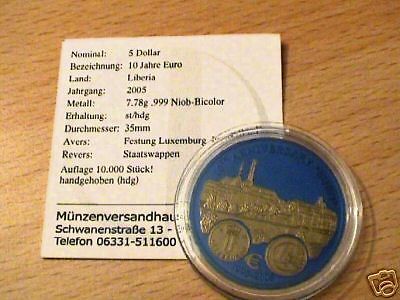 Nominal: 5 Dollar
Bezeichnung: 10 Jahre Euro
Land: Liberia
Jahrgang: 2005
Metall: 7.78g .999 Niob-Bicolor
Erhaltung: st/hdg
Durchmesser: 35mm
Avers: Festung Luxemburg
Revers: Staatswappen
Auflage 10.000 Stück!
handgehoben (hdg)
Münzenversandhau
Schwanenstraße 13 -
Telefon 06331-511600
ANNIVERSARY
€